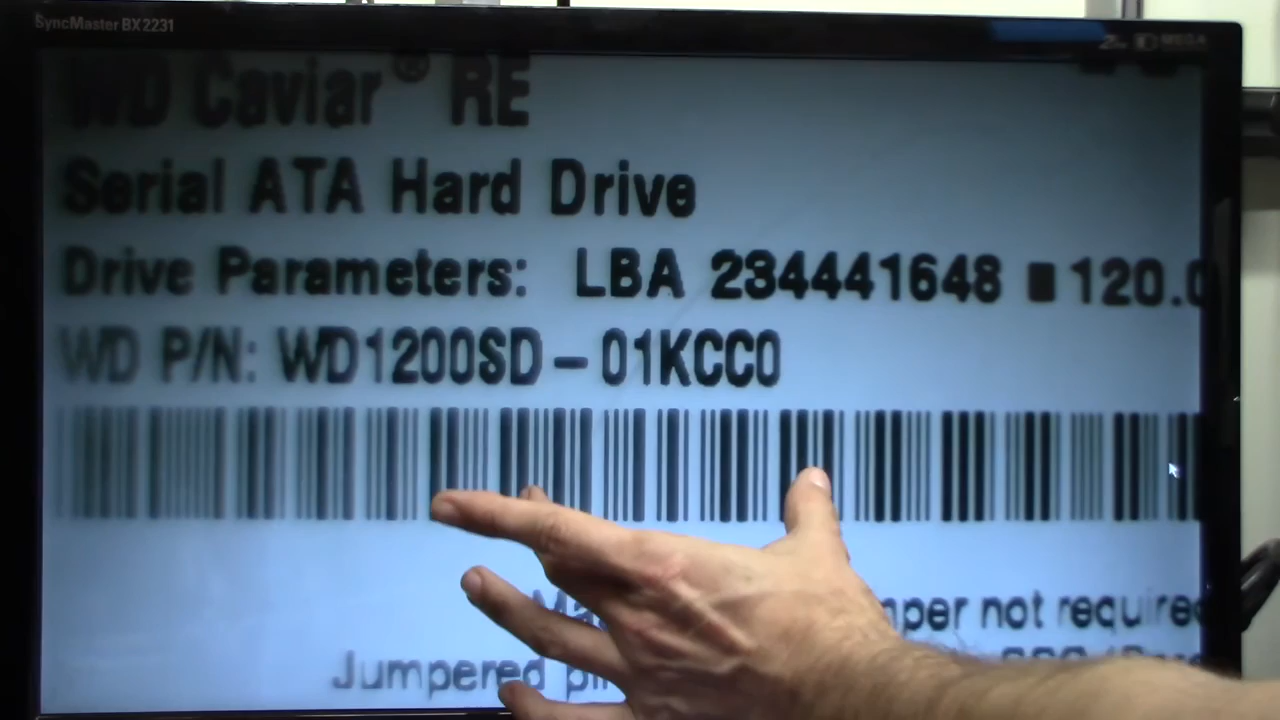 SyncMaster BX2231
WD Caviar® RE
Serial ATA Hard Drive
Drive Parameters: LBA 234441648 ■ 120.0
WD P/N: WD1200SD – 01KCC0
mper not required
Jumpered